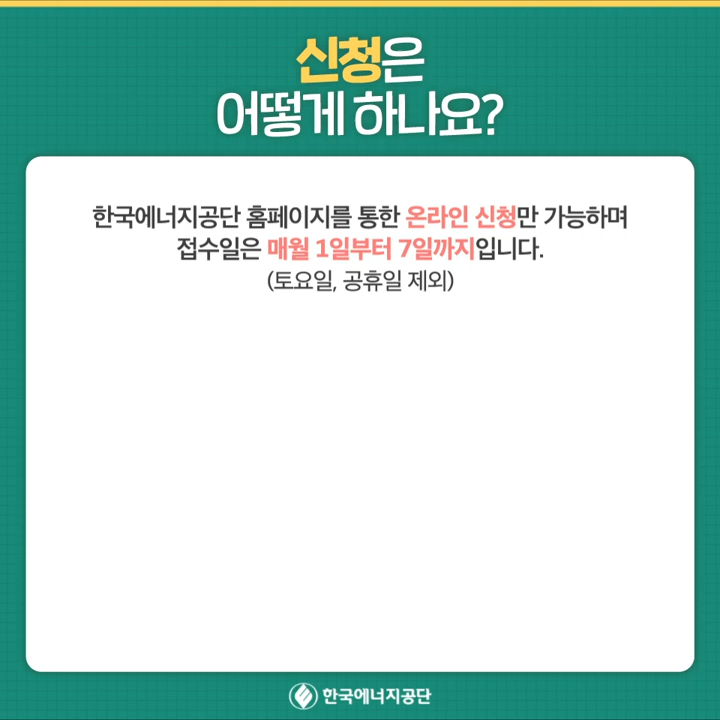 신청은
어떻게 하나요?
한국에너지공단 홈페이지를 통한 온라인 신청만 가능하며
접수일은 매월 1일부터 7일까지입니다.
(토요일, 공휴일 제외)
한국에너지공단